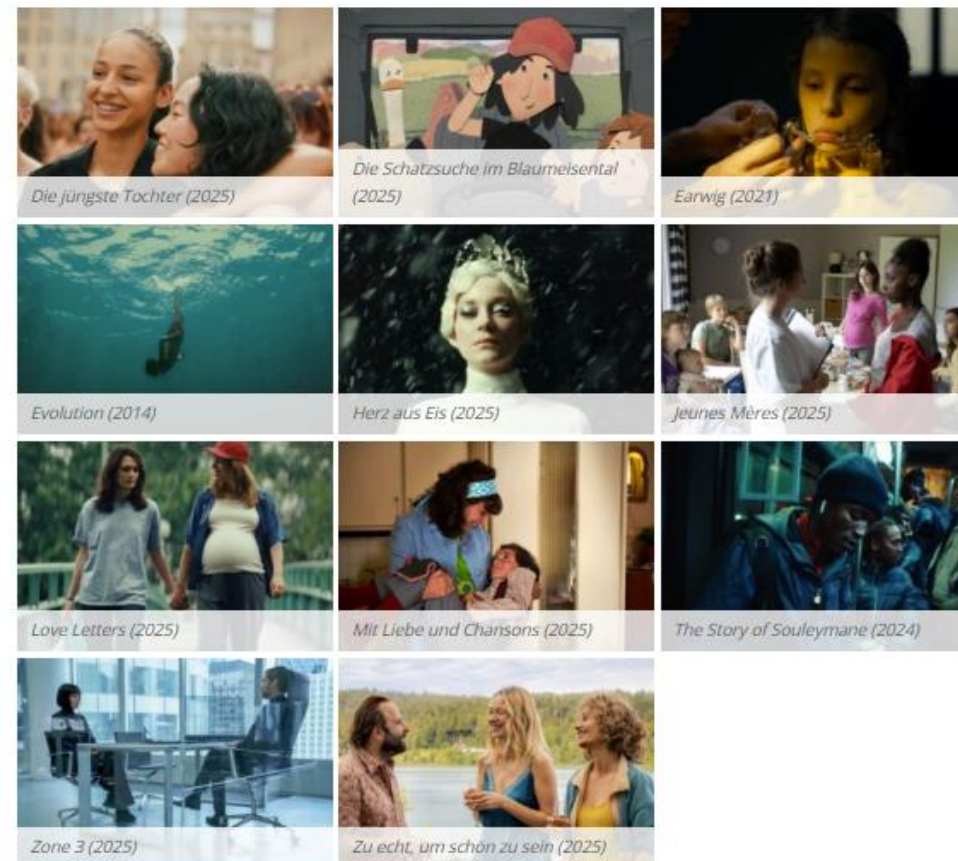 Die jüngste Tochter (2025)
Die Schatzsuche im Blaumeisental
(2025)
Earwig (2021)
Evolution (2014)
Herz aus Eis (2025)
Jeunes Mères (2025)
Love Letters (2025)
Mit Liebe und Chansons (2025)
The Story of Souleymane (2024)
Zone 3 (2025)
Zu echt, um schön zu sein (2025)